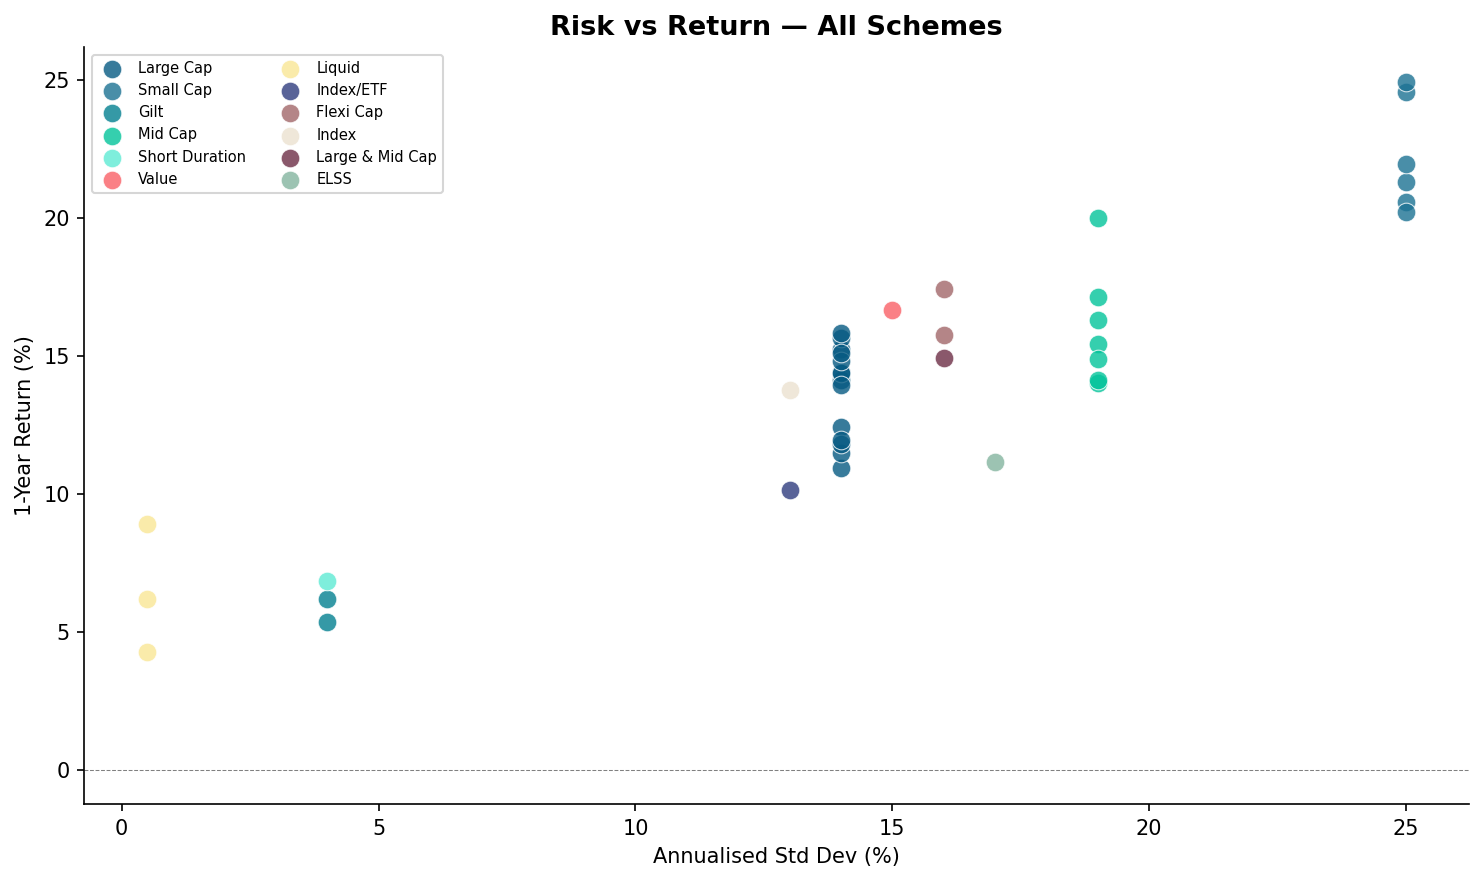 Risk vs Return — All Schemes
Large Cap
Small Cap
Gilt
Mid Cap
Short Duration
Value
Liquid
Index/ETF
Flexi Cap
Index
Large & Mid Cap
ELSS
1-Year Return (%)
25
20
15
10
5
0
0
5
10
15
20
25
Annualised Std Dev (%)